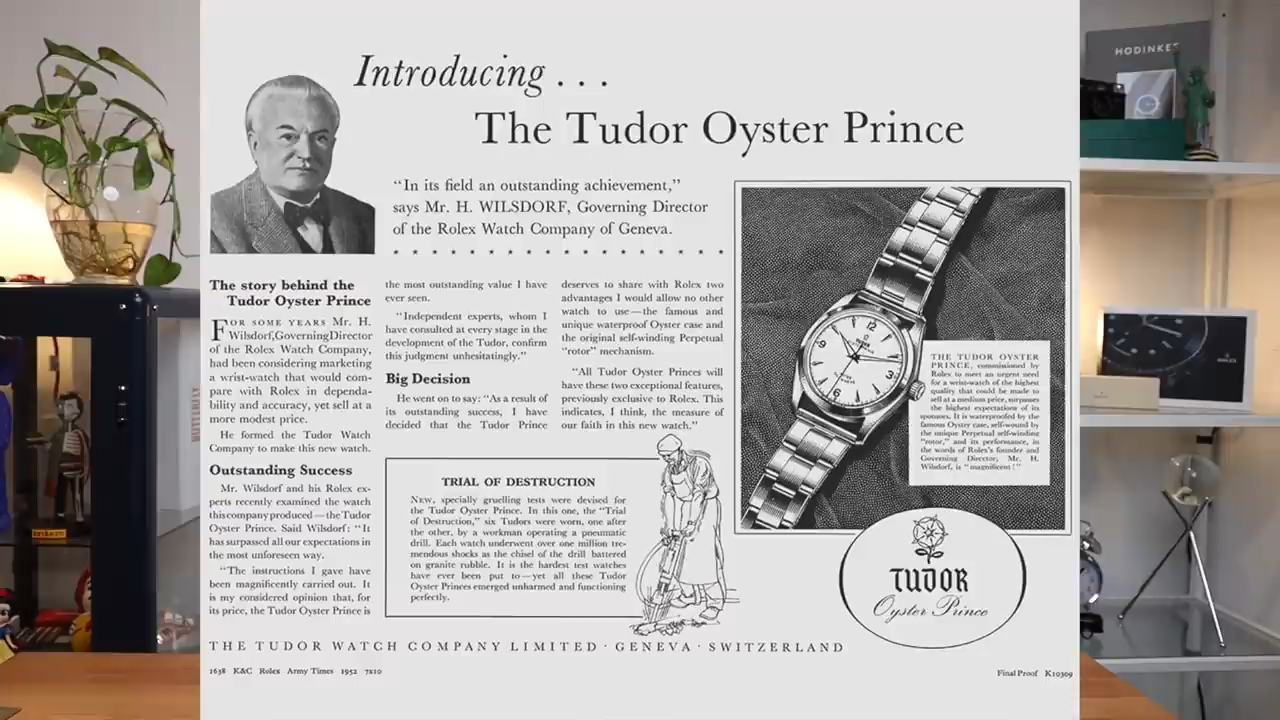 Introducing . . .
The Tudor Oyster Prince
“In its field an outstanding achievement,”
says Mr. H. WILSDORF, Governing Director
of the Rolex Watch Company of Geneva.
The story behind the
Tudor Oyster Prince
FOR SOME YEARS Mr. H.
Wilsdorf, Governing Director
of the Rolex Watch Company,
had been considering marketing
a wrist-watch that would com-
pare with Rolex in dependa-
bility and accuracy, yet sell at a
more modest price.
He formed the Tudor Watch
Company to make this new watch.
Outstanding Success
Mr. Wilsdorf and his Rolex ex-
perts recently examined the watch
this company produced—the Tudor
Oyster Prince. Said Wilsdorf: “It
has surpassed all our expectations in
the most unforeseen way.
“The instructions I gave have
been magnificently carried out. It
is my considered opinion that, for
its price, the Tudor Oyster Prince is
the most outstanding value I have
ever seen.
“Independent experts, whom I
have consulted at every stage in the
development of the Tudor, confirm
this judgment unhesitatingly.”
Big Decision
He went on to say: “As a result of
its outstanding success, I have
decided that the Tudor Prince
deserves to share with Rolex two
advantages I would allow no other
watch to use—the famous and
unique waterproof Oyster case and
the original self-winding Perpetual
“rotor” mechanism.
“All Tudor Oyster Princes will
have these two exceptional features,
previously exclusive to Rolex. This
indicates, I think, the measure of
our faith in this new watch.”
TRIAL OF DESTRUCTION
NEW, specially gruelling tests were devised for
the Tudor Oyster Prince. In this one, the “Trial
of Destruction,” six Tudors were worn, one after
the other, by a workman operating a pneumatic
drill. Each watch underwent over one million tre-
mendous shocks as the chisel of the drill battered
on granite rubble. It is the hardest test watches
have ever been put to—yet all these Tudor
Oyster Princes emerged unharmed and functioning
perfectly.
THE TUDOR OYSTER
PRINCE, commissioned by
Rolex to meet an urgent need
for a wrist-watch of the highest
quality that could be made to
sell at a medium price, surpasses
the highest expectations of its
sponsors. It is waterproofed by the
famous Oyster case, self-wound by
the unique Perpetual self-winding
“rotor,” and its performance, in
the words of Rolex's founder and
Governing Director, Mr. H.
Wilsdorf, is “magnificent!”
TUDOR
Oyster Prince
THE TUDOR WATCH COMPANY LIMITED · GENEVA · SWITZERLAND
1638 K&C Rolex Army Times 1952 7x10
Final Proof K10309
HODINKEE
ROLEX